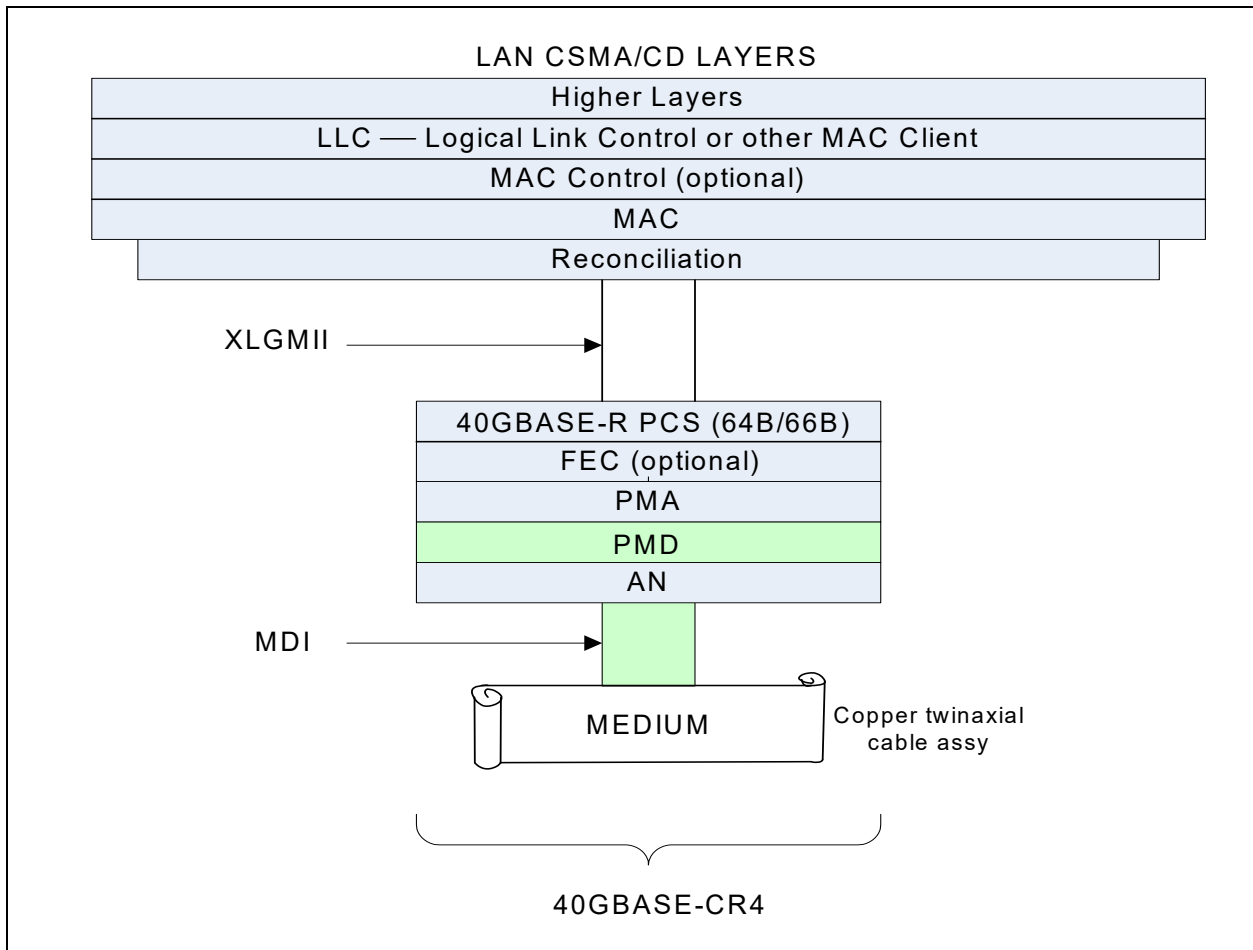 LAN CSMA/CD LAYERS
Higher Layers
LLC — Logical Link Control or other MAC Client
MAC Control (optional)
MAC
Reconciliation
XLGMII
40GBASE-R PCS (64B/66B)
FEC (optional)
PMA
PMD
AN
MDI
MEDIUM
Copper twinaxial
cable assy
40GBASE-CR4